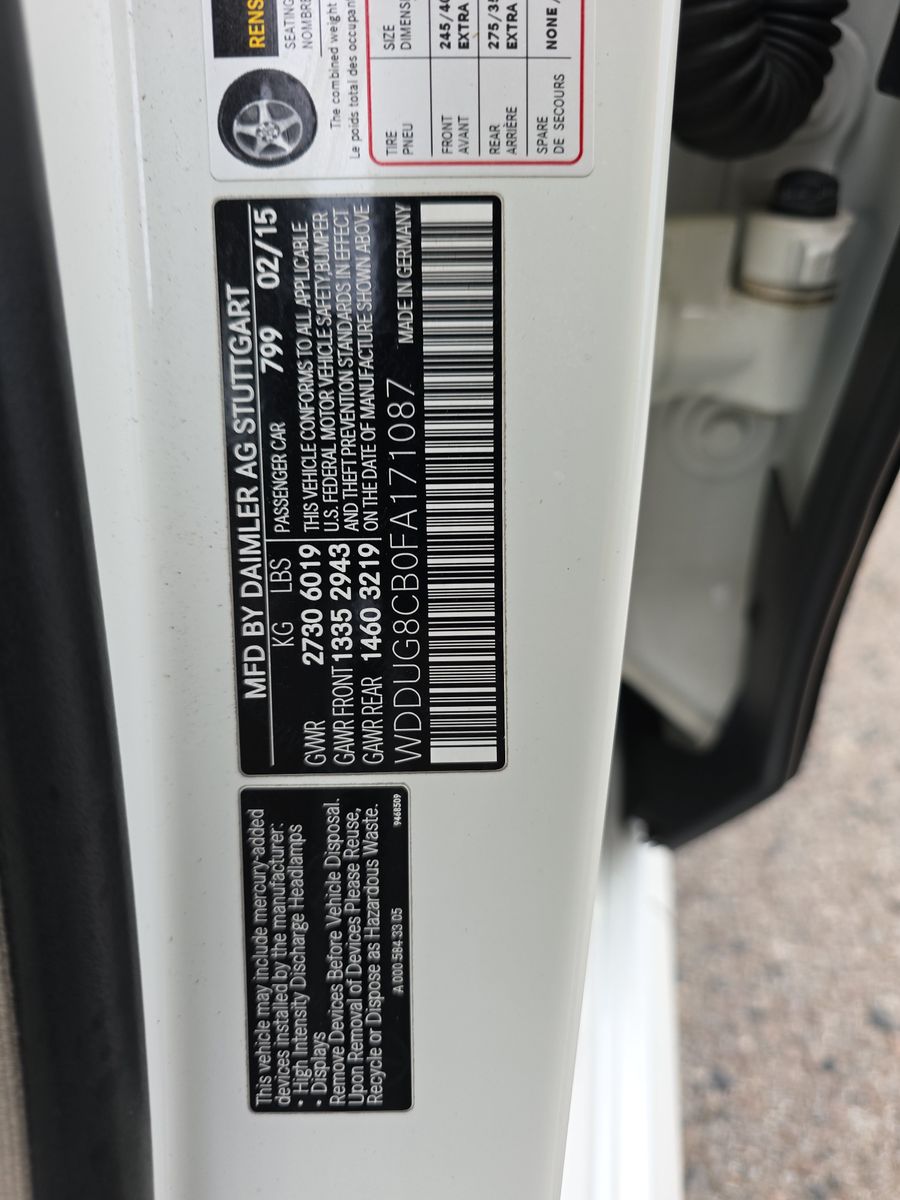 RENS
SEATING
NOMBRE
The combined weight
Le poids total des occupan
TIRE SIZE
PNEU DIMENSI
FRONT 245/40
AVANT EXTRA
REAR 275/35
ARRIÈRE EXTRA
SPARE NONE /
DE SECOURS
MFD BY DAIMLER AG STUTTGART
KG LBS PASSENGER CAR 799 02/15
GVWR 2730 6019
GAWR FRONT 1335 2943
GAWR REAR 1460 3219
THIS VEHICLE CONFORMS TO ALL APPLICABLE
U.S. FEDERAL MOTOR VEHICLE SAFETY, BUMPER
AND THEFT PREVENTION STANDARDS IN EFFECT
ON THE DATE OF MANUFACTURE SHOWN ABOVE
WDDUG8CB0FA171087 MADE IN GERMANY
This vehicle may include mercury-added
devices installed by the manufacturer:
• High Intensity Discharge Headlamps
• Displays
Remove Devices Before Vehicle Disposal.
Upon Removal of Devices Please Reuse,
Recycle or Dispose as Hazardous Waste.
A 000 584 33 05 9468509